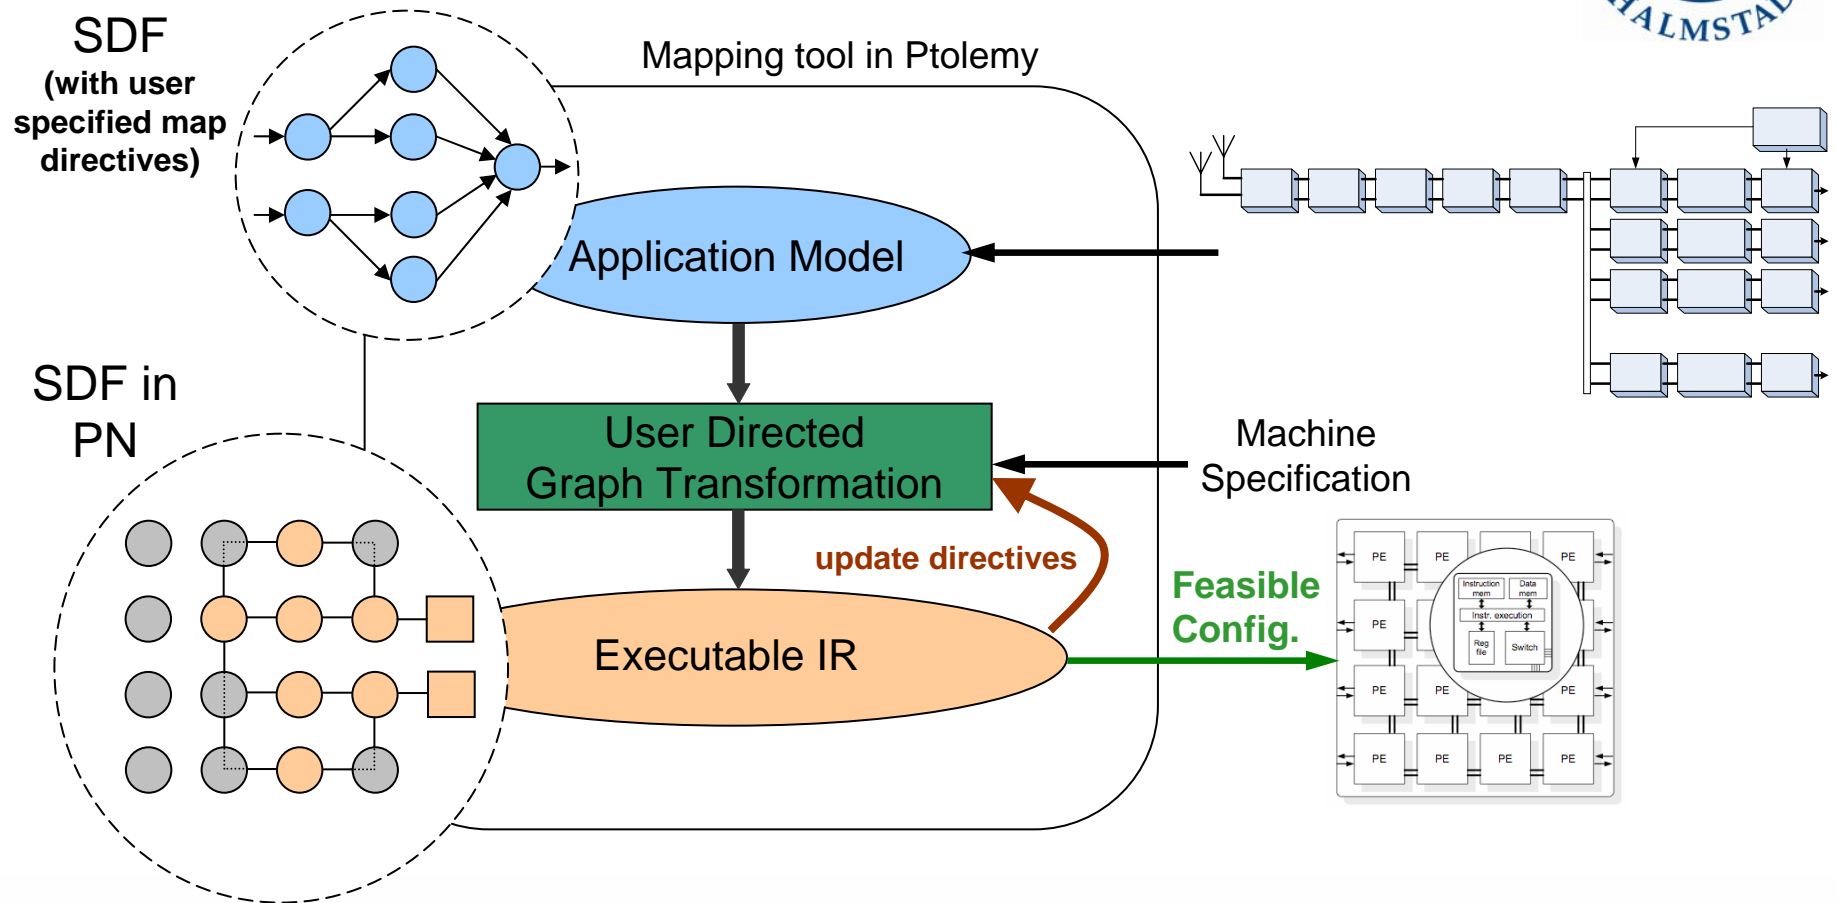 SDF
(with user
specified map
directives)
Mapping tool in Ptolemy
HALMSTAD
Application Model
SDF in
PN
User Directed
Graph Transformation
Machine
Specification
update directives
Feasible
Config.
Executable IR
PE PE PE
Instruction
mem
Data
mem
Instr. execution
Reg
file
Switch
PE
PE PE PE
PE PE PE PE